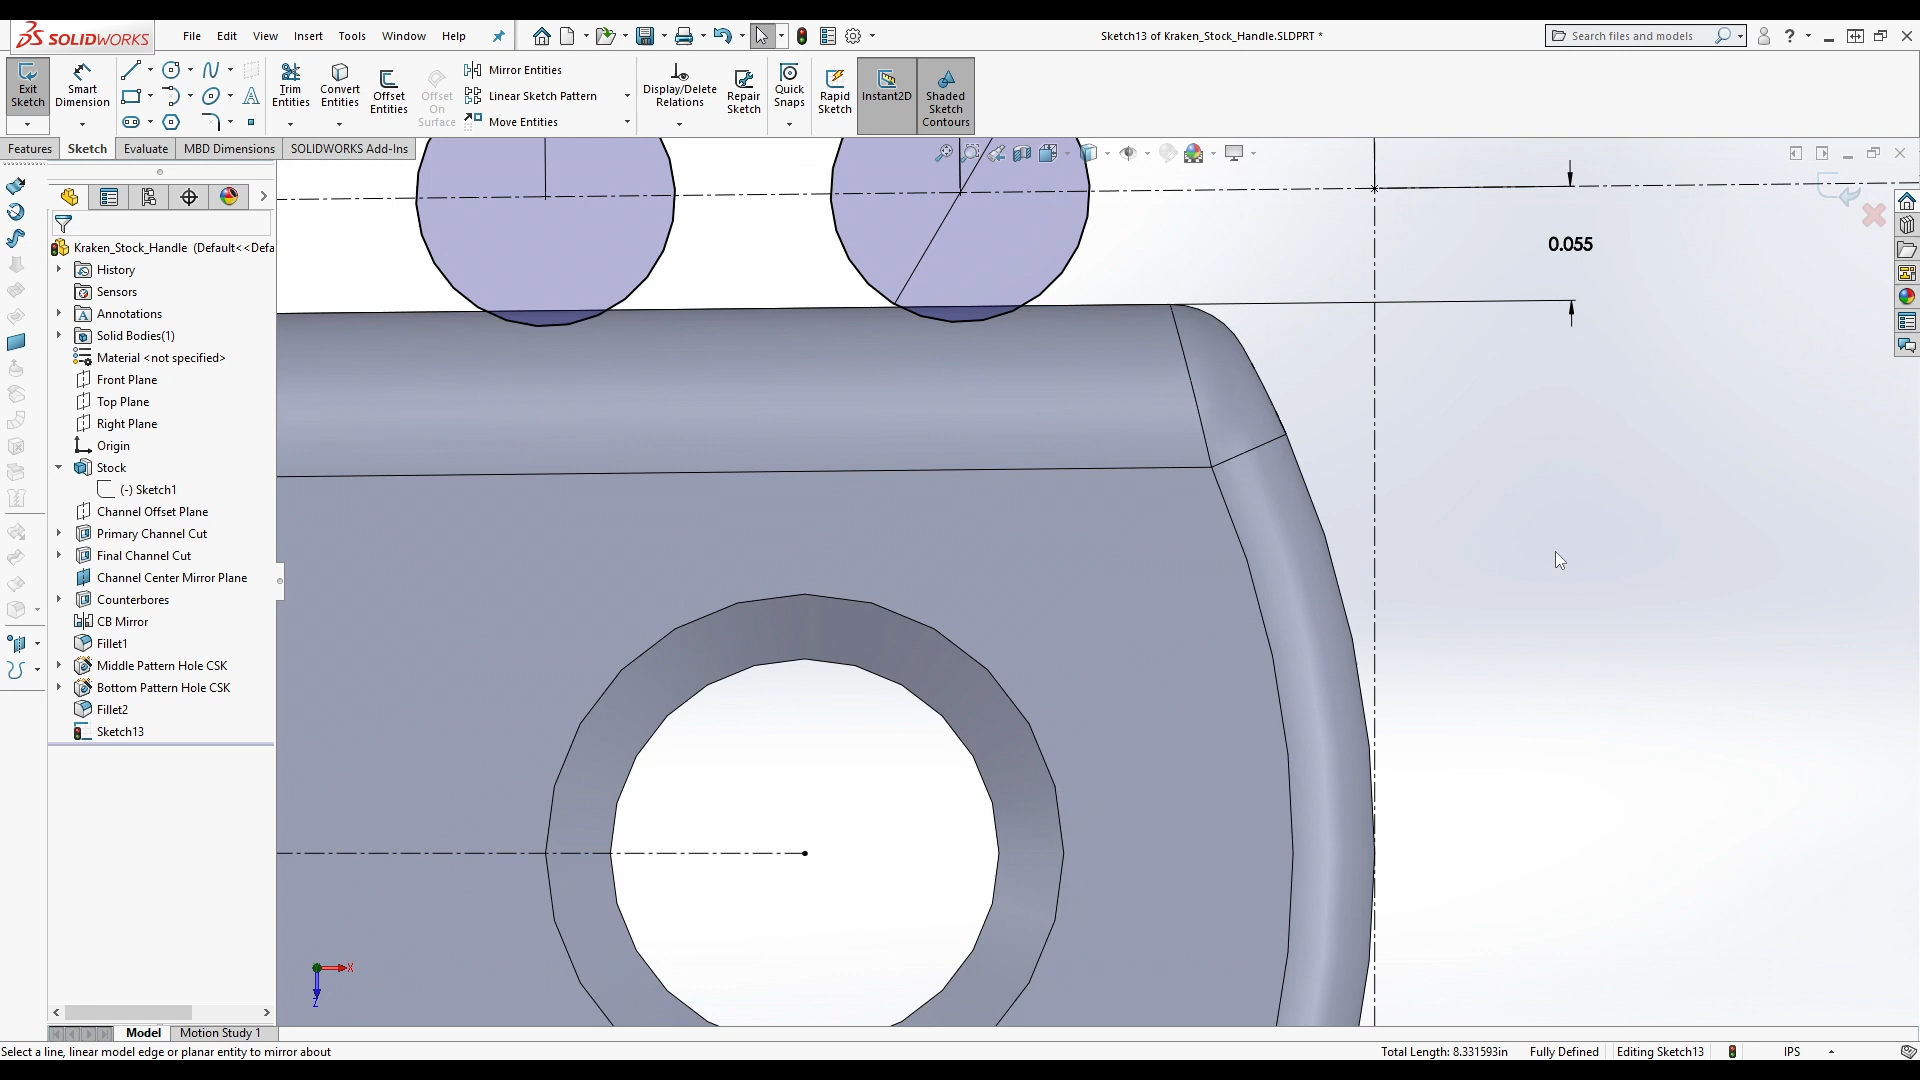 SOLIDWORKS
File Edit View Insert Tools Window Help
Sketch13 of Kraken_Stock_Handle.SLDPRT *
Search files and models
Exit Sketch
Smart Dimension
Trim Entities
Convert Entities
Offset Entities
Offset On Surface
Mirror Entities
Linear Sketch Pattern
Move Entities
Display/Delete Relations
Repair Sketch
Quick Snaps
Rapid Sketch
Instant2D
Shaded Sketch Contours
Features Sketch Evaluate MBD Dimensions SOLIDWORKS Add-Ins
Kraken_Stock_Handle (Default<<Defa
History
Sensors
Annotations
Solid Bodies(1)
Material <not specified>
Front Plane
Top Plane
Right Plane
Origin
Stock
(-) Sketch1
Channel Offset Plane
Primary Channel Cut
Final Channel Cut
Channel Center Mirror Plane
Counterbores
CB Mirror
Fillet1
Middle Pattern Hole CSK
Bottom Pattern Hole CSK
Fillet2
Sketch13
0.055
X
Z
Model Motion Study 1
Select a line, linear model edge or planar entity to mirror about
Total Length: 8.331593in Fully Defined Editing Sketch13 IPS